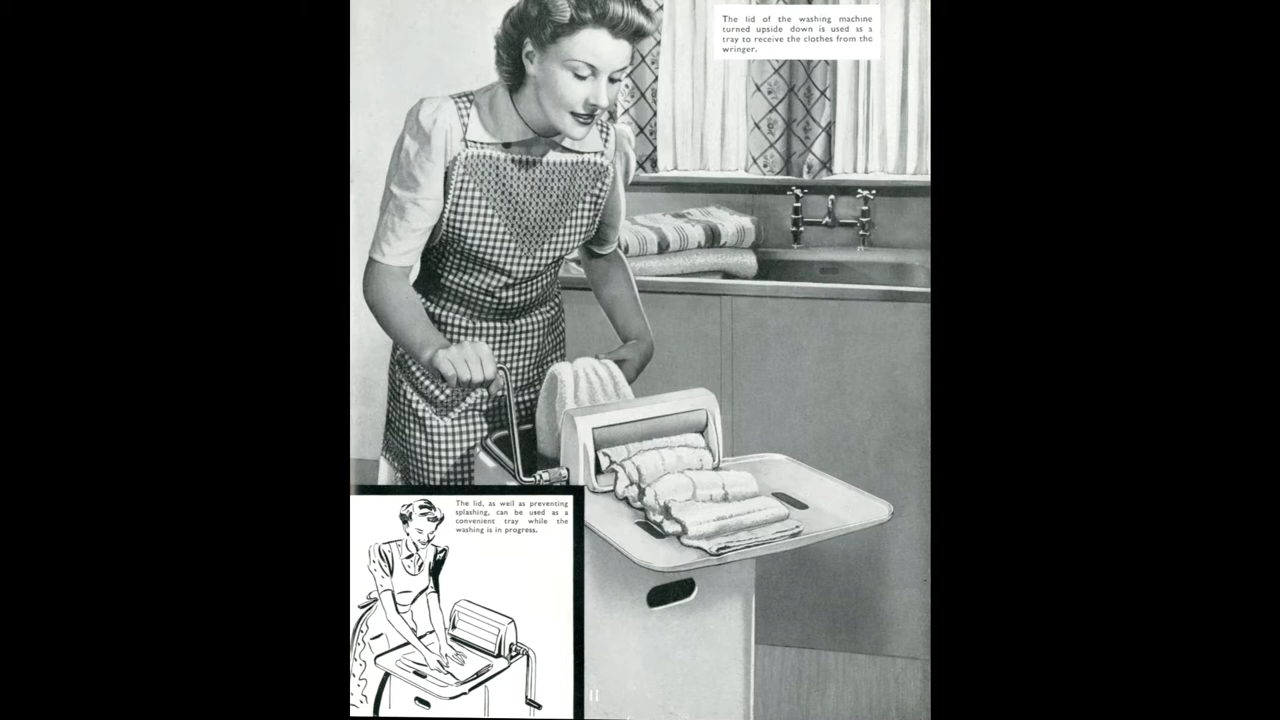 The lid of the washing machine
turned upside down is used as a
tray to receive the clothes from the
wringer.
The lid, as well as preventing
splashing, can be used as a
convenient tray while the
washing is in progress.
11